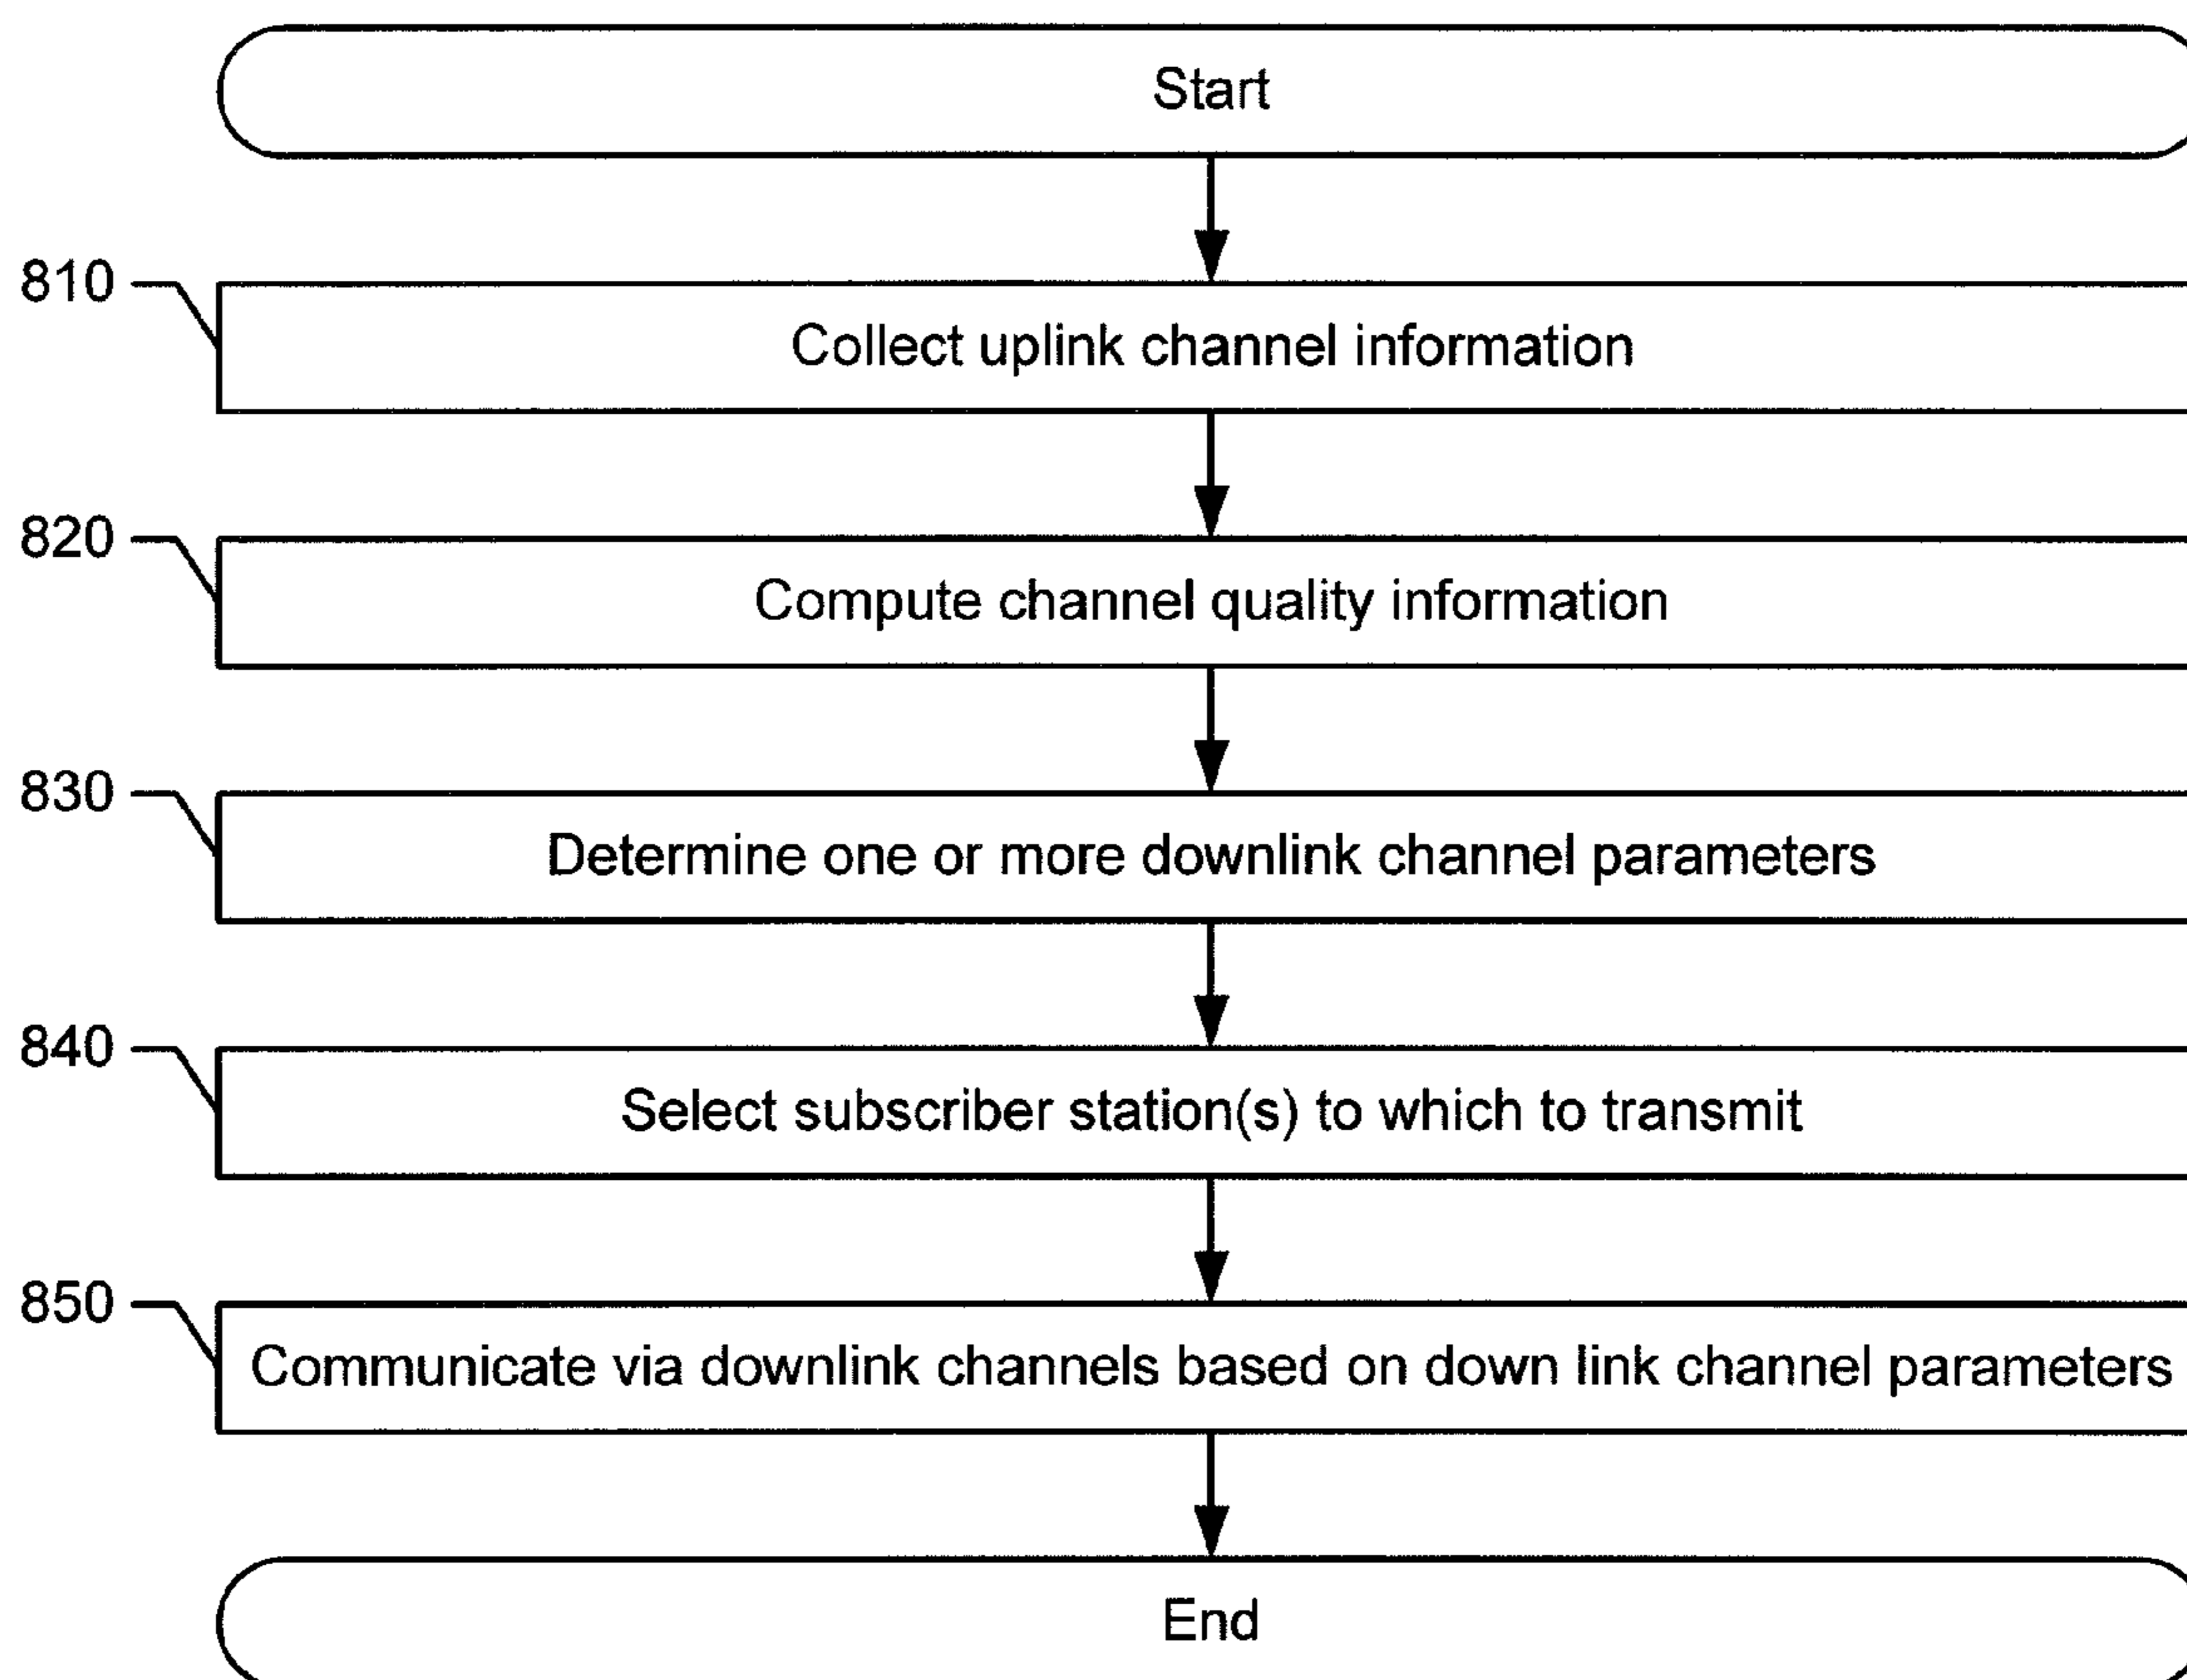 Start
810
Collect uplink channel information
820
Compute channel quality information
830
Determine one or more downlink channel parameters
840
Select subscriber station(s) to which to transmit
850
Communicate via downlink channels based on down link channel parameters
End